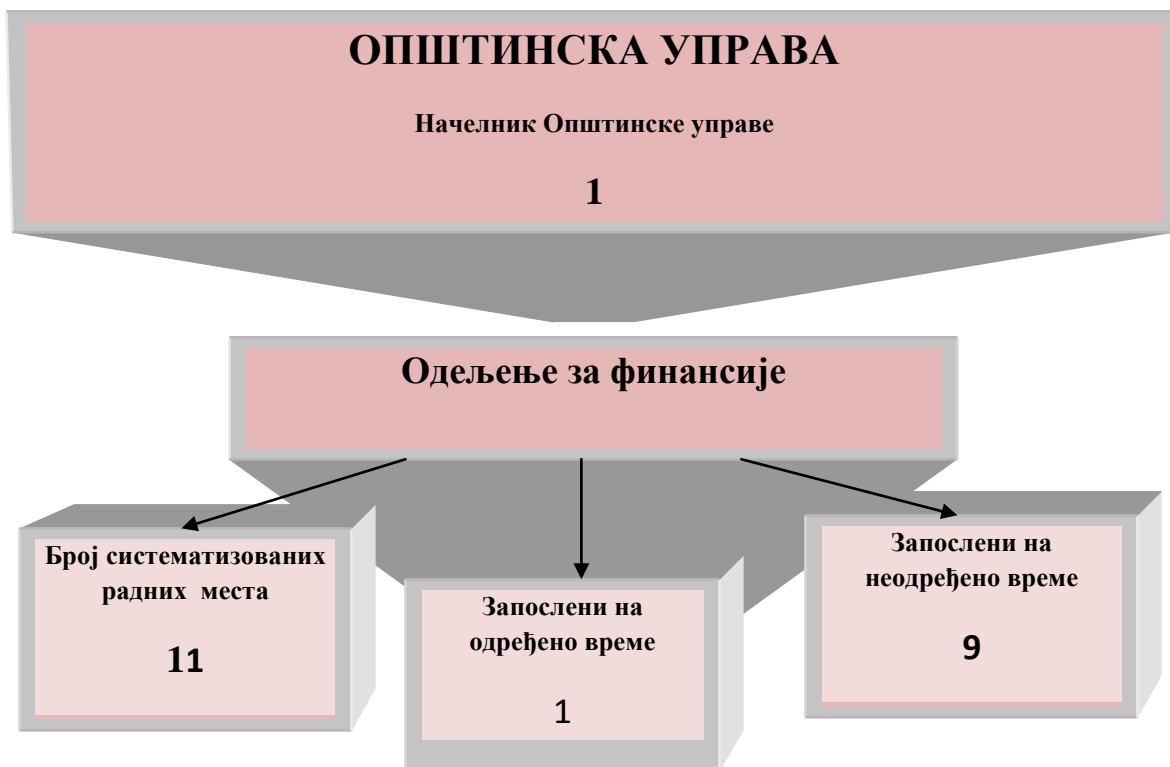 ОПШТИНСКА УПРАВА
Начелник Општинске управе
1
Одељење за финансије
Број систематизованих
радних места
11
Запослени на
одређено време
1
Запослени на
неодређено време
9